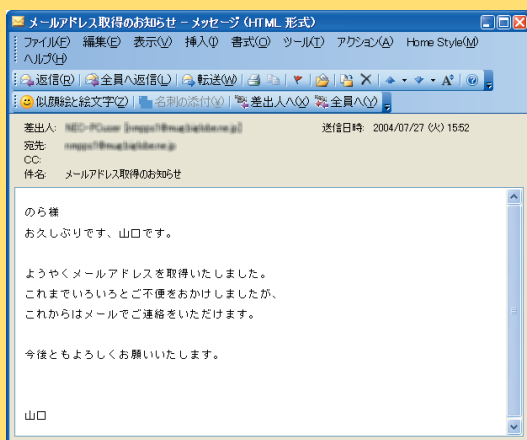 メールアドレス取得のお知らせ - メッセージ (HTML 形式)
ファイル(F) 編集(E) 表示(V) 挿入(I) 書式(O) ツール(T) アクション(A) Home Style(M)
ヘルプ(H)
返信(R) 全員へ返信(L) 転送(W)
似顔絵と絵文字(Z) 名刺の添付(V) 差出人へ(X) 全員へ(Y)
差出人: 送信日時: 2004/07/27 (火) 15:52
宛先:
CC:
件名: メールアドレス取得のお知らせ
のら様
お久しぶりです、山口です。
ようやくメールアドレスを取得いたしました。
これまでいろいろとご不便をおかけしましたが、
これからはメールでご連絡をいただけます。
今後ともよろしくお願いいたします。
山口